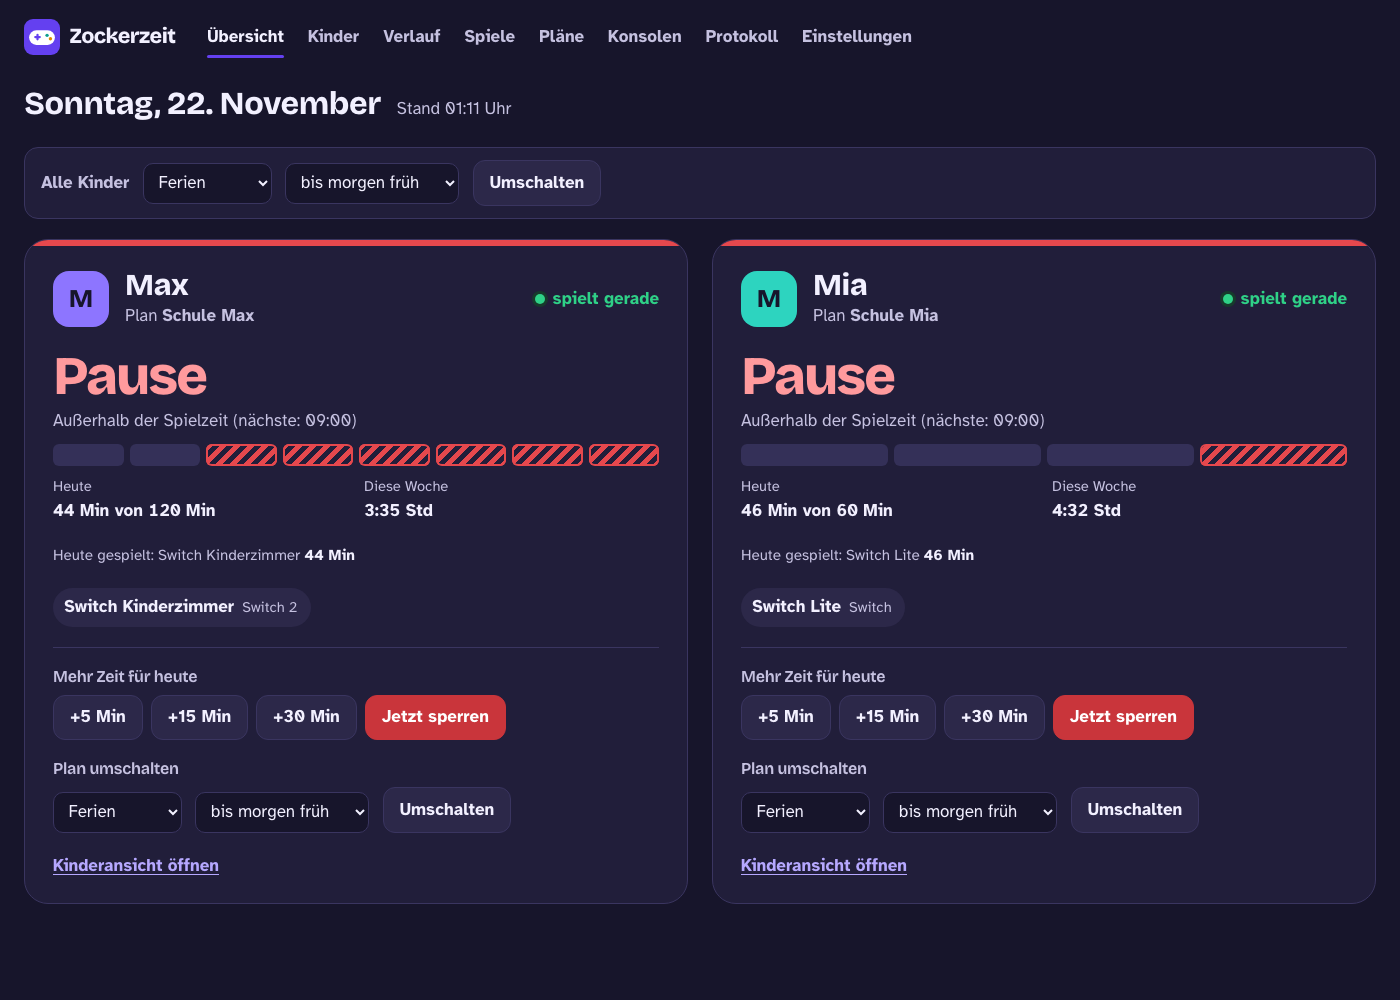 Zockerzeit Übersicht Kinder Verlauf Spiele Pläne Konsolen Protokoll Einstellungen
Sonntag, 22. November Stand 01:11 Uhr
Alle Kinder Ferien bis morgen früh Umschalten
M
Max
Plan Schule Max
spielt gerade
Pause
Außerhalb der Spielzeit (nächste: 09:00)
Heute
44 Min von 120 Min
Diese Woche
3:35 Std
Heute gespielt: Switch Kinderzimmer 44 Min
Switch Kinderzimmer Switch 2
Mehr Zeit für heute
+5 Min +15 Min +30 Min Jetzt sperren
Plan umschalten
Ferien bis morgen früh Umschalten
Kinderansicht öffnen
M
Mia
Plan Schule Mia
spielt gerade
Pause
Außerhalb der Spielzeit (nächste: 09:00)
Heute
46 Min von 60 Min
Diese Woche
4:32 Std
Heute gespielt: Switch Lite 46 Min
Switch Lite Switch
Mehr Zeit für heute
+5 Min +15 Min +30 Min Jetzt sperren
Plan umschalten
Ferien bis morgen früh Umschalten
Kinderansicht öffnen